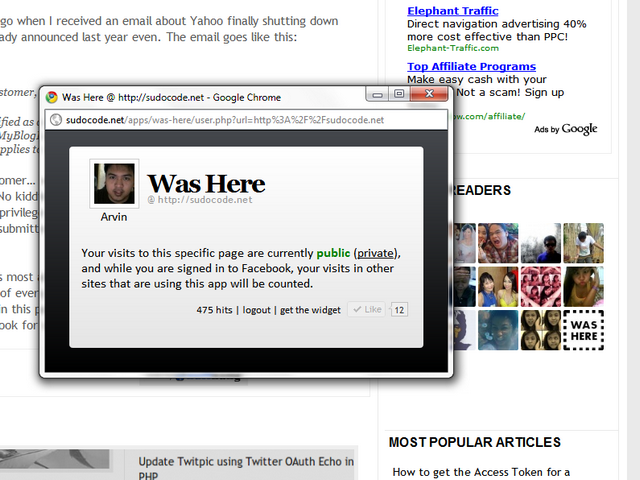 go when I received an email about Yahoo finally shutting down
ady announced last year even. The email goes like this:
Elephant Traffic
Direct navigation advertising 40%
more cost effective than PPC!
Elephant-Traffic.com
Top Affiliate Programs
Make easy cash with your
Not a scam! Sign up
ow.com/affiliate/
Ads by Google
stomer,
ified as a
MyBlog
applies to
omer...
No kidd
privileg
submitt
s most a
of ever
in this p
ook for
Was Here @ http://sudocode.net - Google Chrome
sudocode.net/apps/was-here/user.php?url=http%3A%2F%2Fsudocode.net
Was Here
@ http://sudocode.net
Arvin
Your visits to this specific page are currently public (private),
and while you are signed in to Facebook, your visits in other
sites that are using this app will be counted.
475 hits | logout | get the widget Like 12
READERS
WAS
HERE
MOST POPULAR ARTICLES
How to get the Access Token for a
Update Twitpic using Twitter OAuth Echo in
PHP